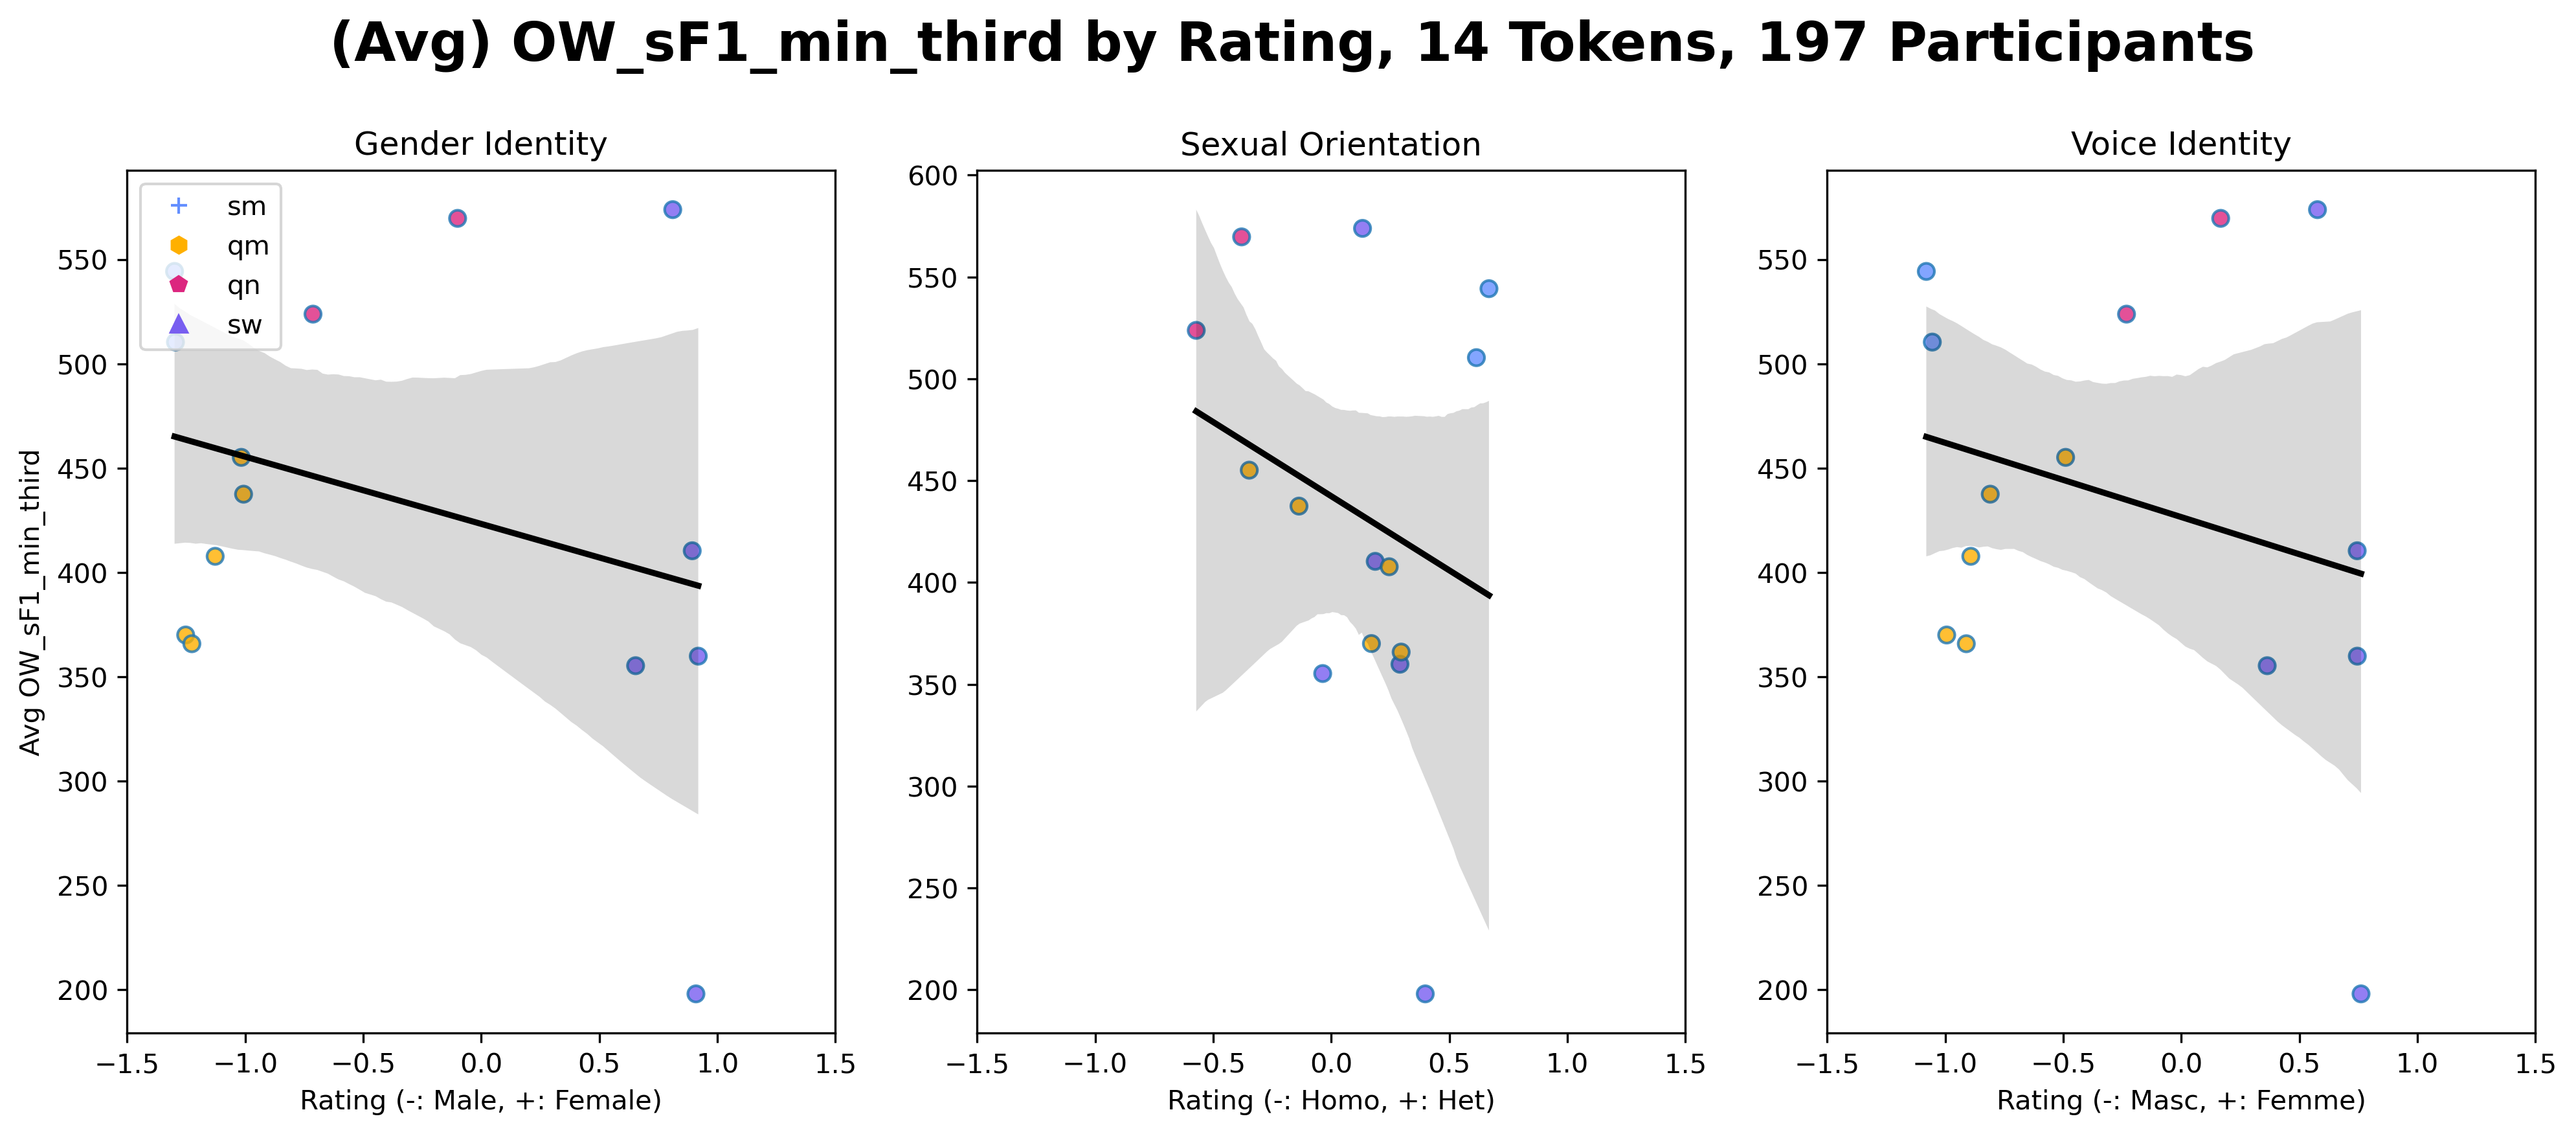 (Avg) OW_sF1_min_third by Rating, 14 Tokens, 197 Participants
Gender Identity
sm
qm
qn
sw
550
500
450
400
350
300
250
200
Avg OW_sF1_min_third
−1.5 −1.0 −0.5 0.0 0.5 1.0 1.5
Rating (-: Male, +: Female)
Sexual Orientation
600
550
500
450
400
350
300
250
200
−1.5 −1.0 −0.5 0.0 0.5 1.0 1.5
Rating (-: Homo, +: Het)
Voice Identity
550
500
450
400
350
300
250
200
−1.5 −1.0 −0.5 0.0 0.5 1.0 1.5
Rating (-: Masc, +: Femme)